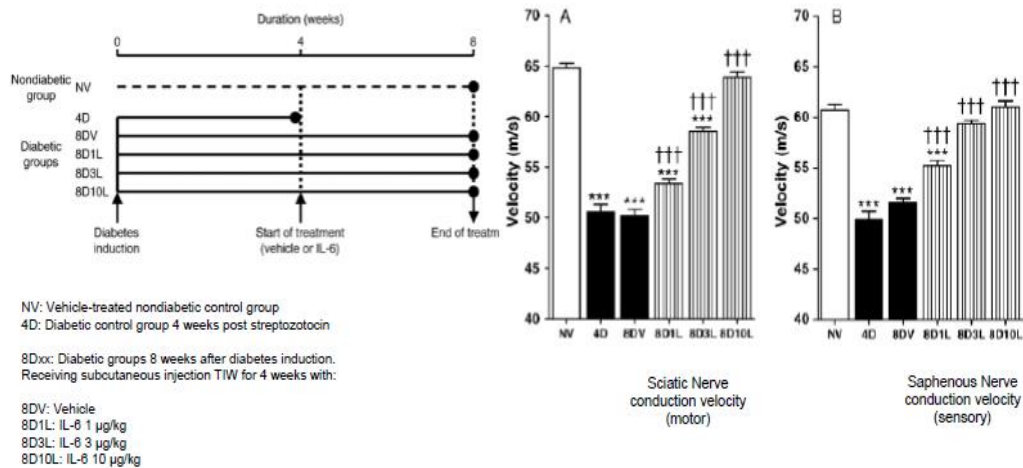 Duration (weeks)
0 4 8
Nondiabetic
group
NV
4D
8DV
Diabetic
groups
8D1L
8D3L
8D10L
Diabetes
induction
Start of treatment
(vehicle or IL-6)
End of treatm
NV: Vehicle-treated nondiabetic control group
4D: Diabetic control group 4 weeks post streptozotocin
8Dxx: Diabetic groups 8 weeks after diabetes induction.
Receiving subcutaneous injection TIW for 4 weeks with:
8DV: Vehicle
8D1L: IL-6 1 µg/kg
8D3L: IL-6 3 µg/kg
8D10L: IL-6 10 µg/kg
A
Velocity (m/s)
70
65
60
55
50
45
40
***
***
†††
***
†††
***
†††
NV 4D 8DV 8D1L 8D3L 8D10L
Sciatic Nerve
conduction velocity
(motor)
B
Velocity (m/s)
70
65
60
55
50
45
40
***
***
†††
***
†††
†††
NV 4D 8DV 8D1L 8D3L 8D10L
Saphenous Nerve
conduction velocity
(sensory)